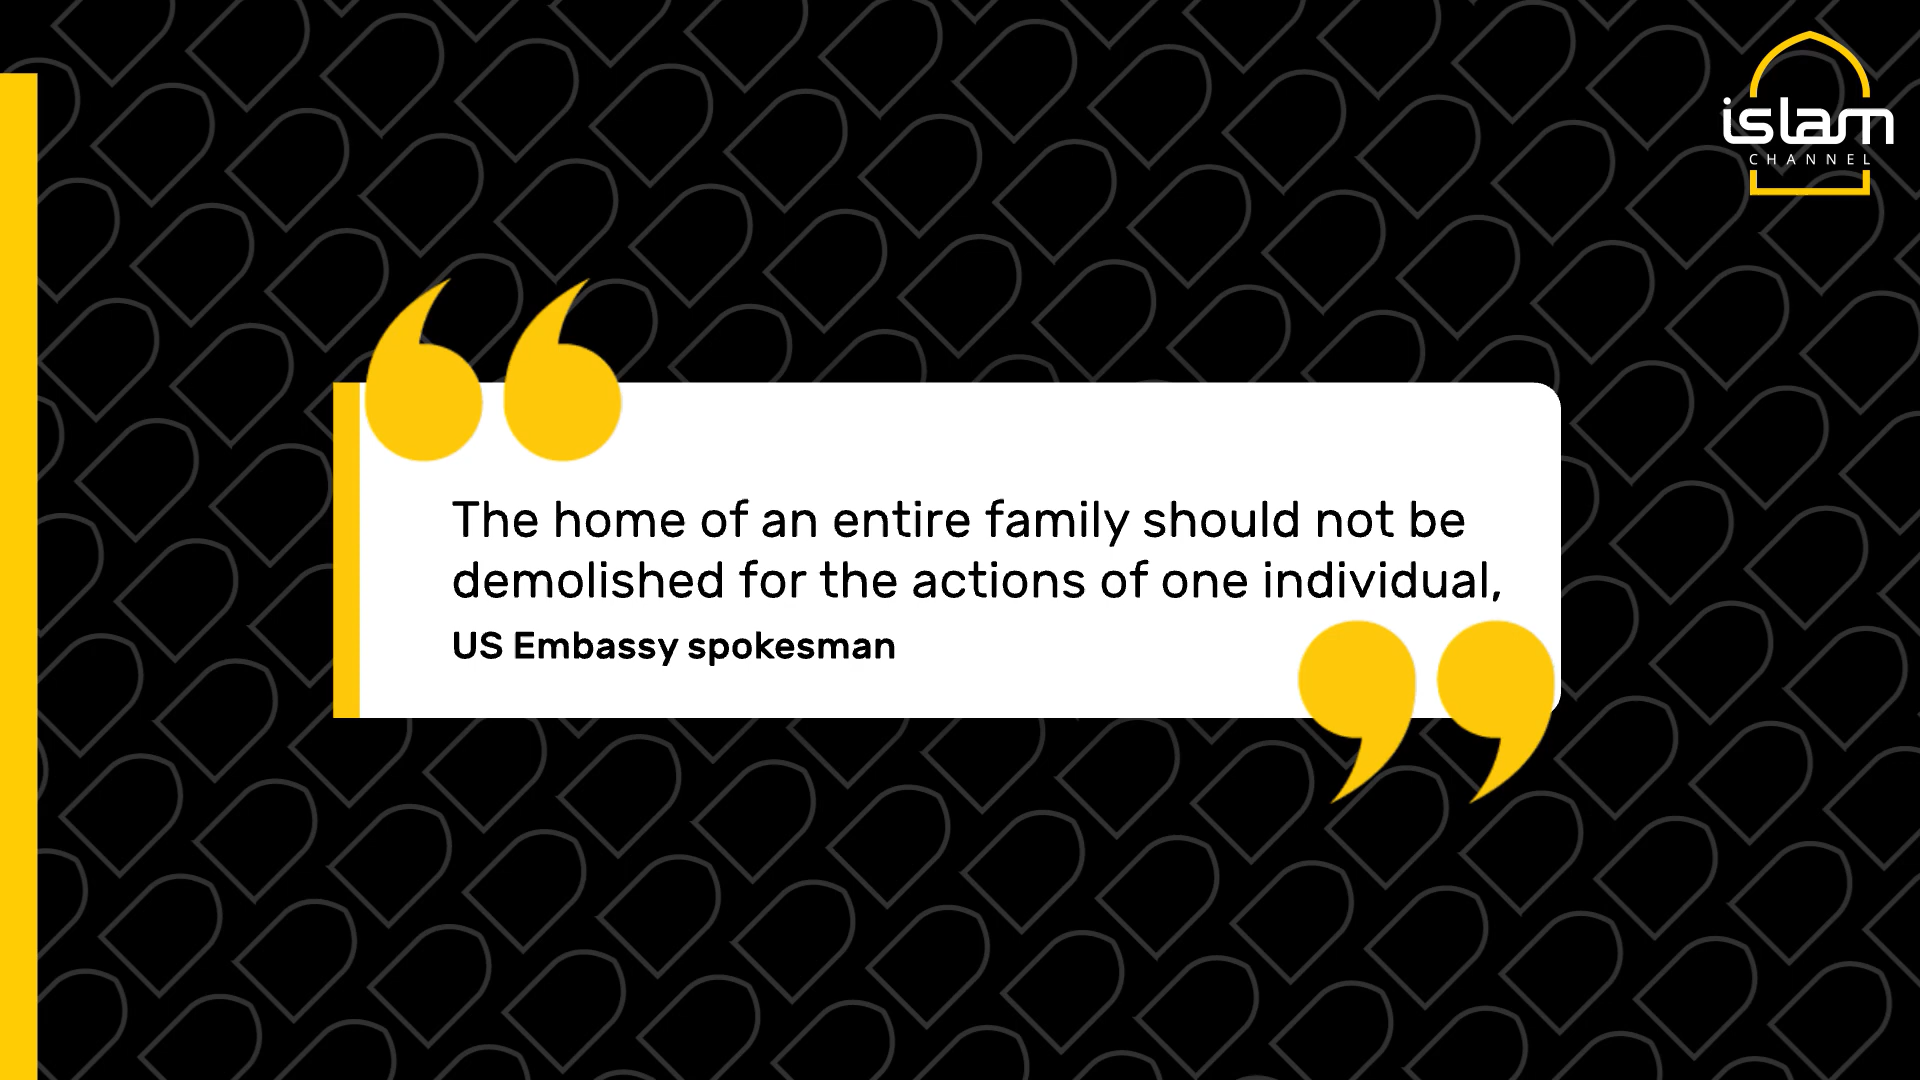 islam
CHANNEL
The home of an entire family should not be
demolished for the actions of one individual,
US Embassy spokesman